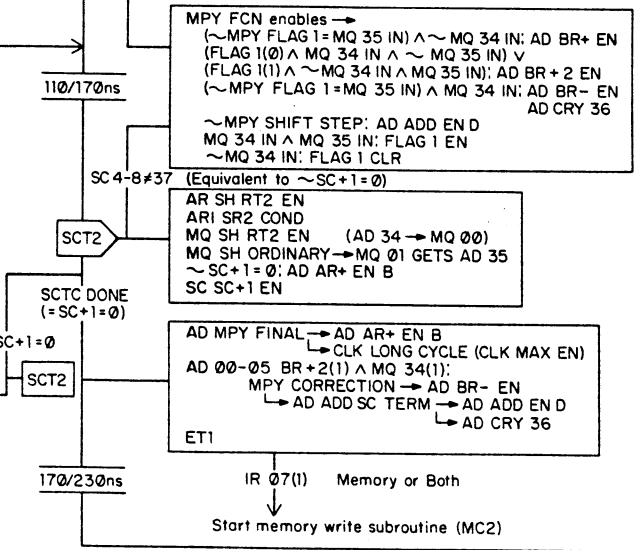 MPY FCN enables →
(~MPY FLAG 1=MQ 35 IN) ∧ ~ MQ 34 IN: AD BR+ EN
(FLAG 1(0) ∧ MQ 34 IN ∧ ~ MQ 35 IN) ∨
(FLAG 1(1) ∧ ~MQ 34 IN ∧ MQ 35 IN): AD BR+2 EN
(~MPY FLAG 1=MQ 35 IN) ∧ MQ 34 IN: AD BR- EN
AD CRY 36
~MPY SHIFT STEP: AD ADD EN D
MQ 34 IN ∧ MQ 35 IN: FLAG 1 EN
~MQ 34 IN: FLAG 1 CLR
110/170ns
SC 4-8≠37 (Equivalent to ~SC+1=0)
AR SH RT2 EN
ARI SR2 COND
MQ SH RT2 EN (AD 34 → MQ 00)
MQ SH ORDINARY → MQ 01 GETS AD 35
~SC+1=0: AD AR+ EN B
SC SC+1 EN
SCT2
SCTC DONE
(=SC+1=0)
SC+1=0
SCT2
AD MPY FINAL → AD AR+ EN B
↳ CLK LONG CYCLE (CLK MAX EN)
AD 00-05 BR+2(1) ∧ MQ 34(1):
MPY CORRECTION → AD BR- EN
↳ AD ADD SC TERM → AD ADD EN D
↳ AD CRY 36
ET1
170/230ns
IR 07(1) Memory or Both
Start memory write subroutine (MC2)